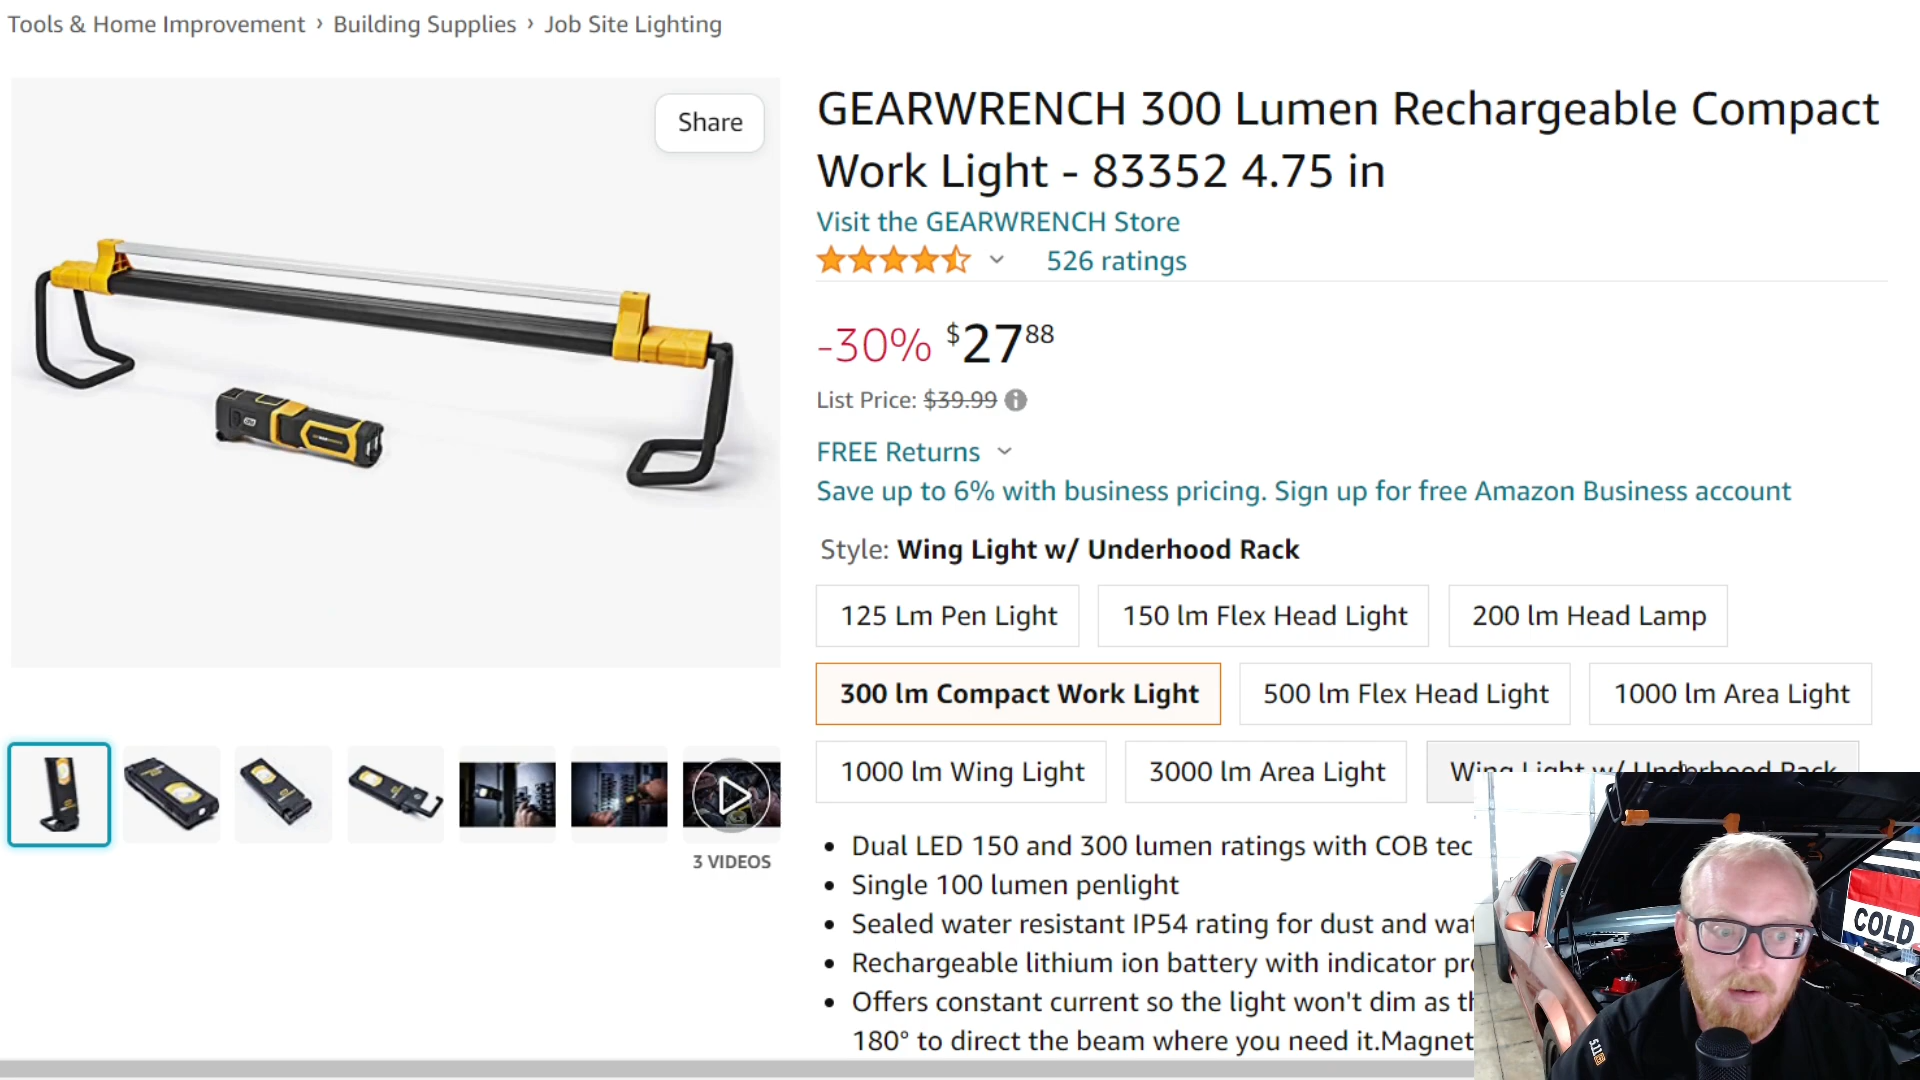 Tools & Home Improvement › Building Supplies › Job Site Lighting
Share
GEARWRENCH 300 Lumen Rechargeable Compact
Work Light - 83352 4.75 in
Visit the GEARWRENCH Store
526 ratings
-30% $27 88
List Price: $39.99
FREE Returns
Save up to 6% with business pricing. Sign up for free Amazon Business account
Style: Wing Light w/ Underhood Rack
125 Lm Pen Light
150 lm Flex Head Light
200 lm Head Lamp
300 lm Compact Work Light
500 lm Flex Head Light
1000 lm Area Light
1000 lm Wing Light
3000 lm Area Light
Wing Light w/ Underhood Rack
3 VIDEOS
• Dual LED 150 and 300 lumen ratings with COB tec
• Single 100 lumen penlight
• Sealed water resistant IP54 rating for dust and wa
• Rechargeable lithium ion battery with indicator pr
• Offers constant current so the light won't dim as t
180° to direct the beam where you need it.Magnet
COLD
5.11